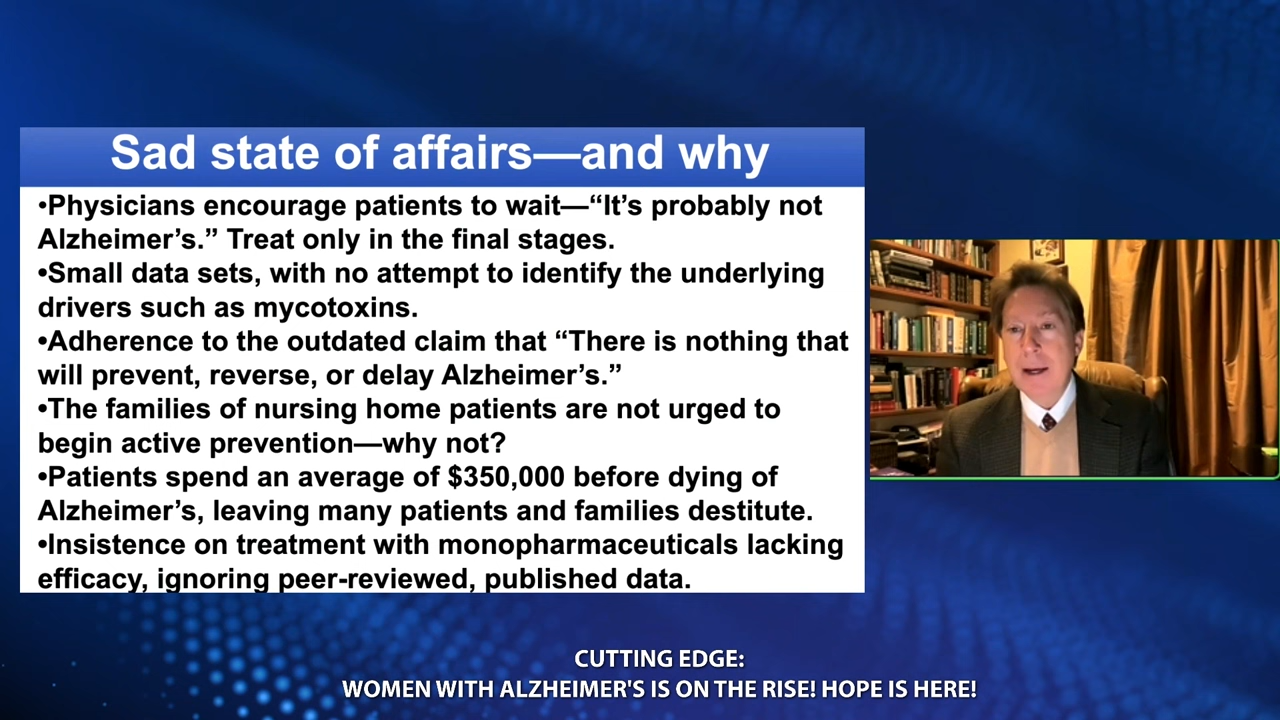 Sad state of affairs—and why
•Physicians encourage patients to wait—“It’s probably not
Alzheimer’s.” Treat only in the final stages.
•Small data sets, with no attempt to identify the underlying
drivers such as mycotoxins.
•Adherence to the outdated claim that “There is nothing that
will prevent, reverse, or delay Alzheimer’s.”
•The families of nursing home patients are not urged to
begin active prevention—why not?
•Patients spend an average of $350,000 before dying of
Alzheimer’s, leaving many patients and families destitute.
•Insistence on treatment with monopharmaceuticals lacking
efficacy, ignoring peer-reviewed, published data.
CUTTING EDGE:
WOMEN WITH ALZHEIMER'S IS ON THE RISE! HOPE IS HERE!